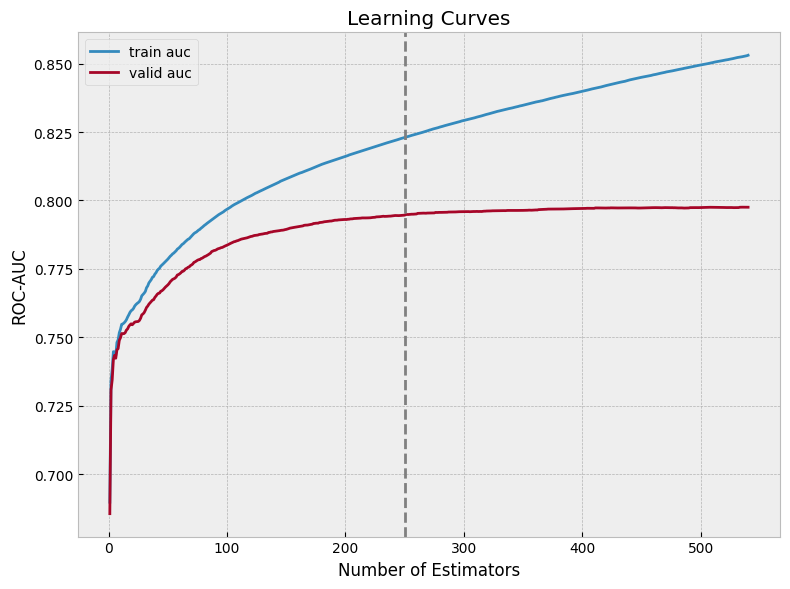 Learning Curves
train auc
valid auc
0.850
0.825
0.800
0.775
0.750
0.725
0.700
ROC-AUC
0 100 200 300 400 500
Number of Estimators